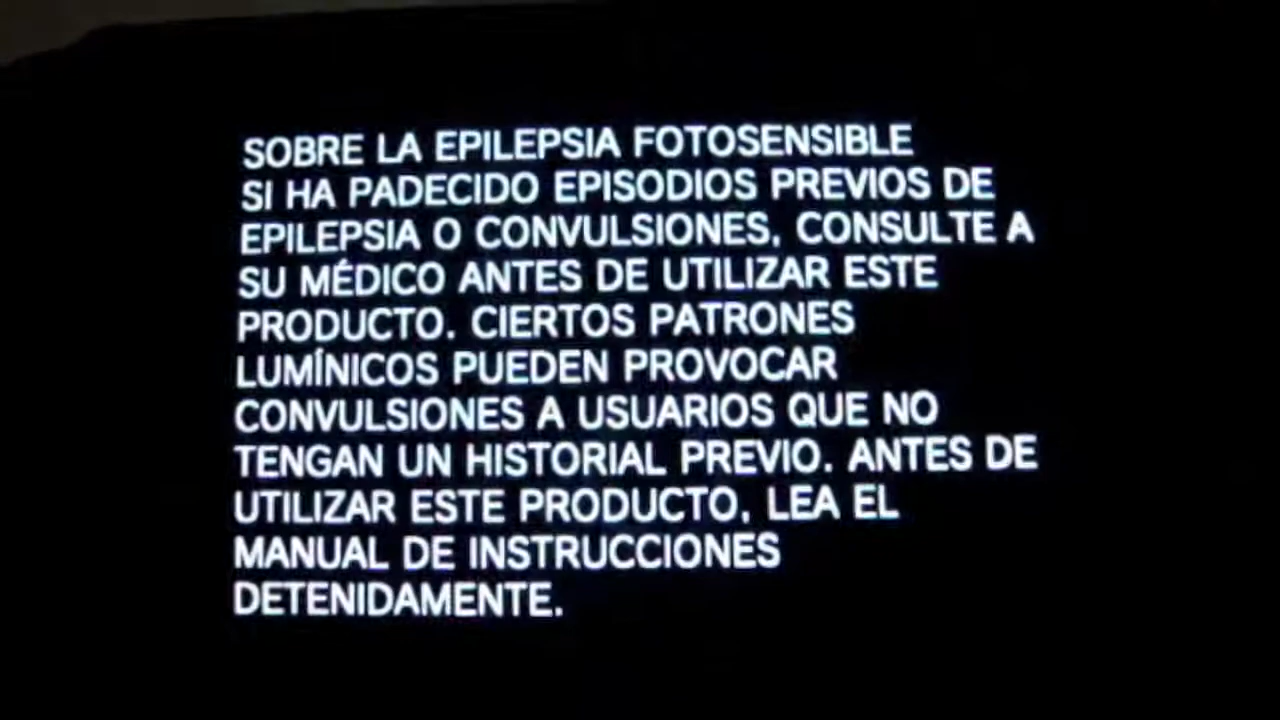 SOBRE LA EPILEPSIA FOTOSENSIBLE
SI HA PADECIDO EPISODIOS PREVIOS DE
EPILEPSIA O CONVULSIONES, CONSULTE A
SU MÉDICO ANTES DE UTILIZAR ESTE
PRODUCTO. CIERTOS PATRONES
LUMÍNICOS PUEDEN PROVOCAR
CONVULSIONES A USUARIOS QUE NO
TENGAN UN HISTORIAL PREVIO. ANTES DE
UTILIZAR ESTE PRODUCTO, LEA EL
MANUAL DE INSTRUCCIONES
DETENIDAMENTE.